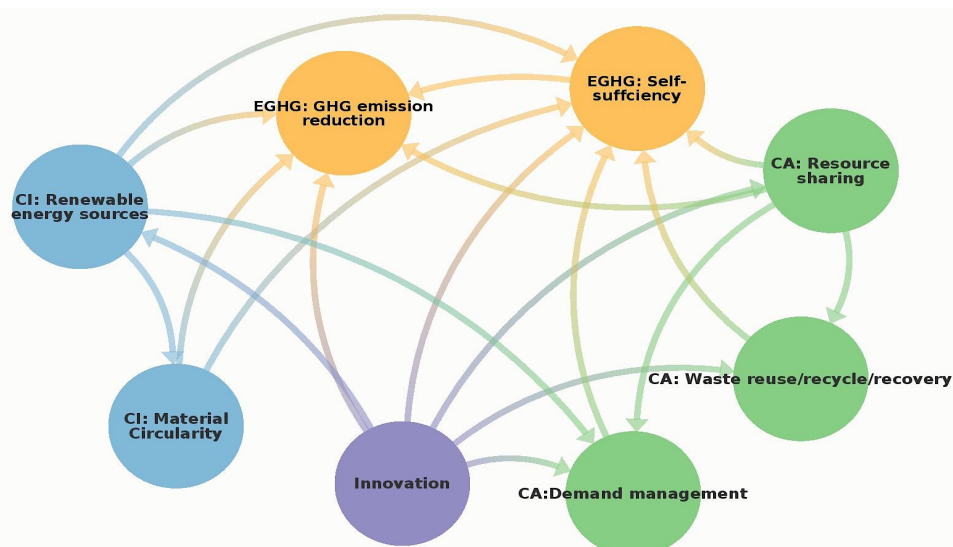 EGHG: GHG emission
reduction
EGHG: Self-
suffciency
CA: Resource
sharing
CI: Renewable
energy sources
CA: Waste reuse/recycle/recovery
CI: Material
Circularity
Innovation
CA:Demand management